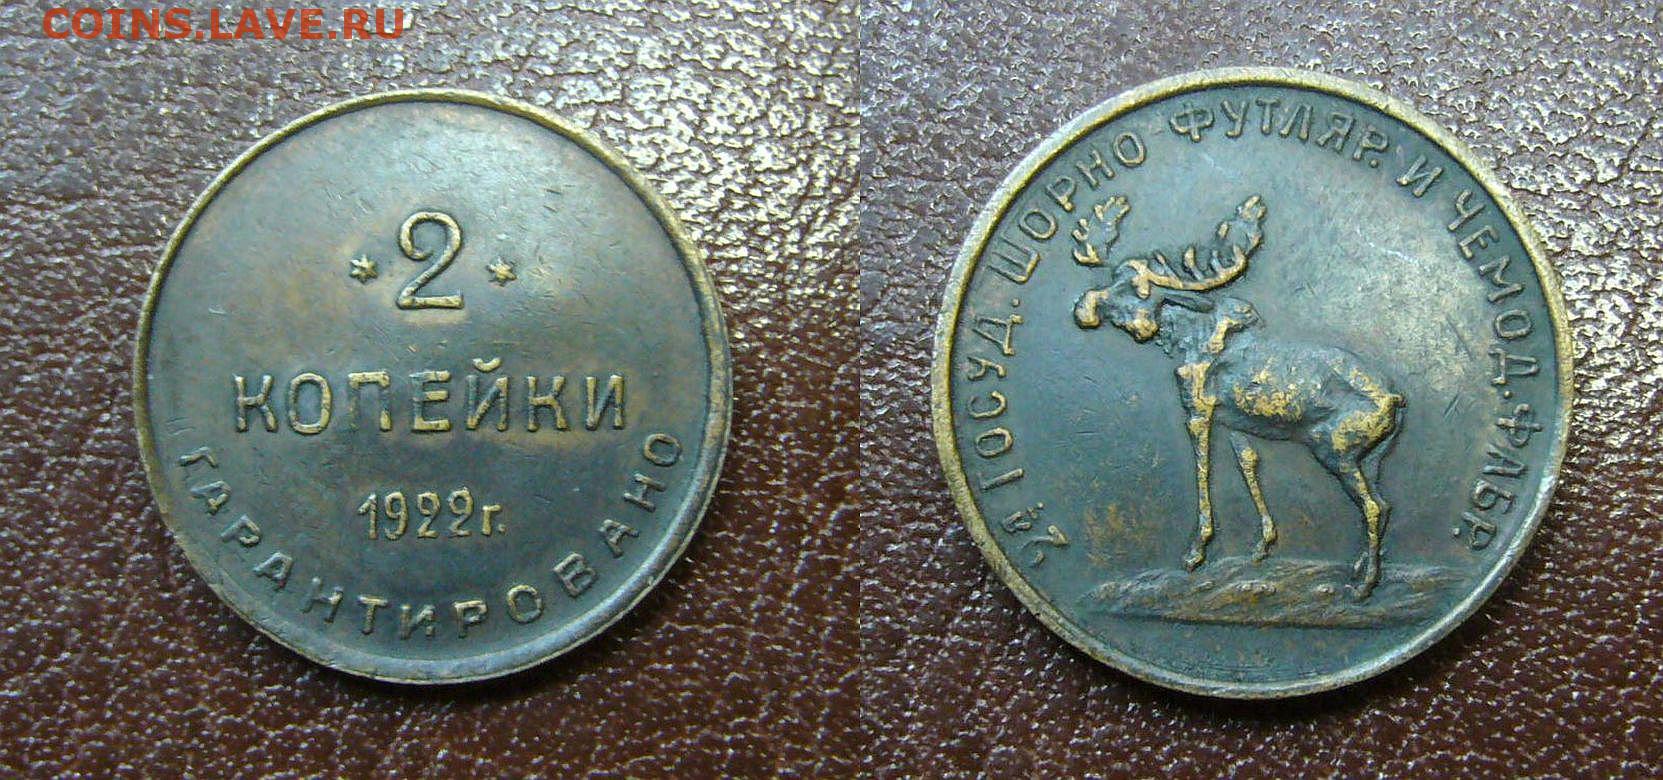 COINS.LAVE.RU
* 2 *
КОПЕЙКИ
1922г.
ГАРАНТИРОВАНО
2я ГОСУД. ШОРНО-ФУТЛЯР. И ЧЕМОД. ФАБР.